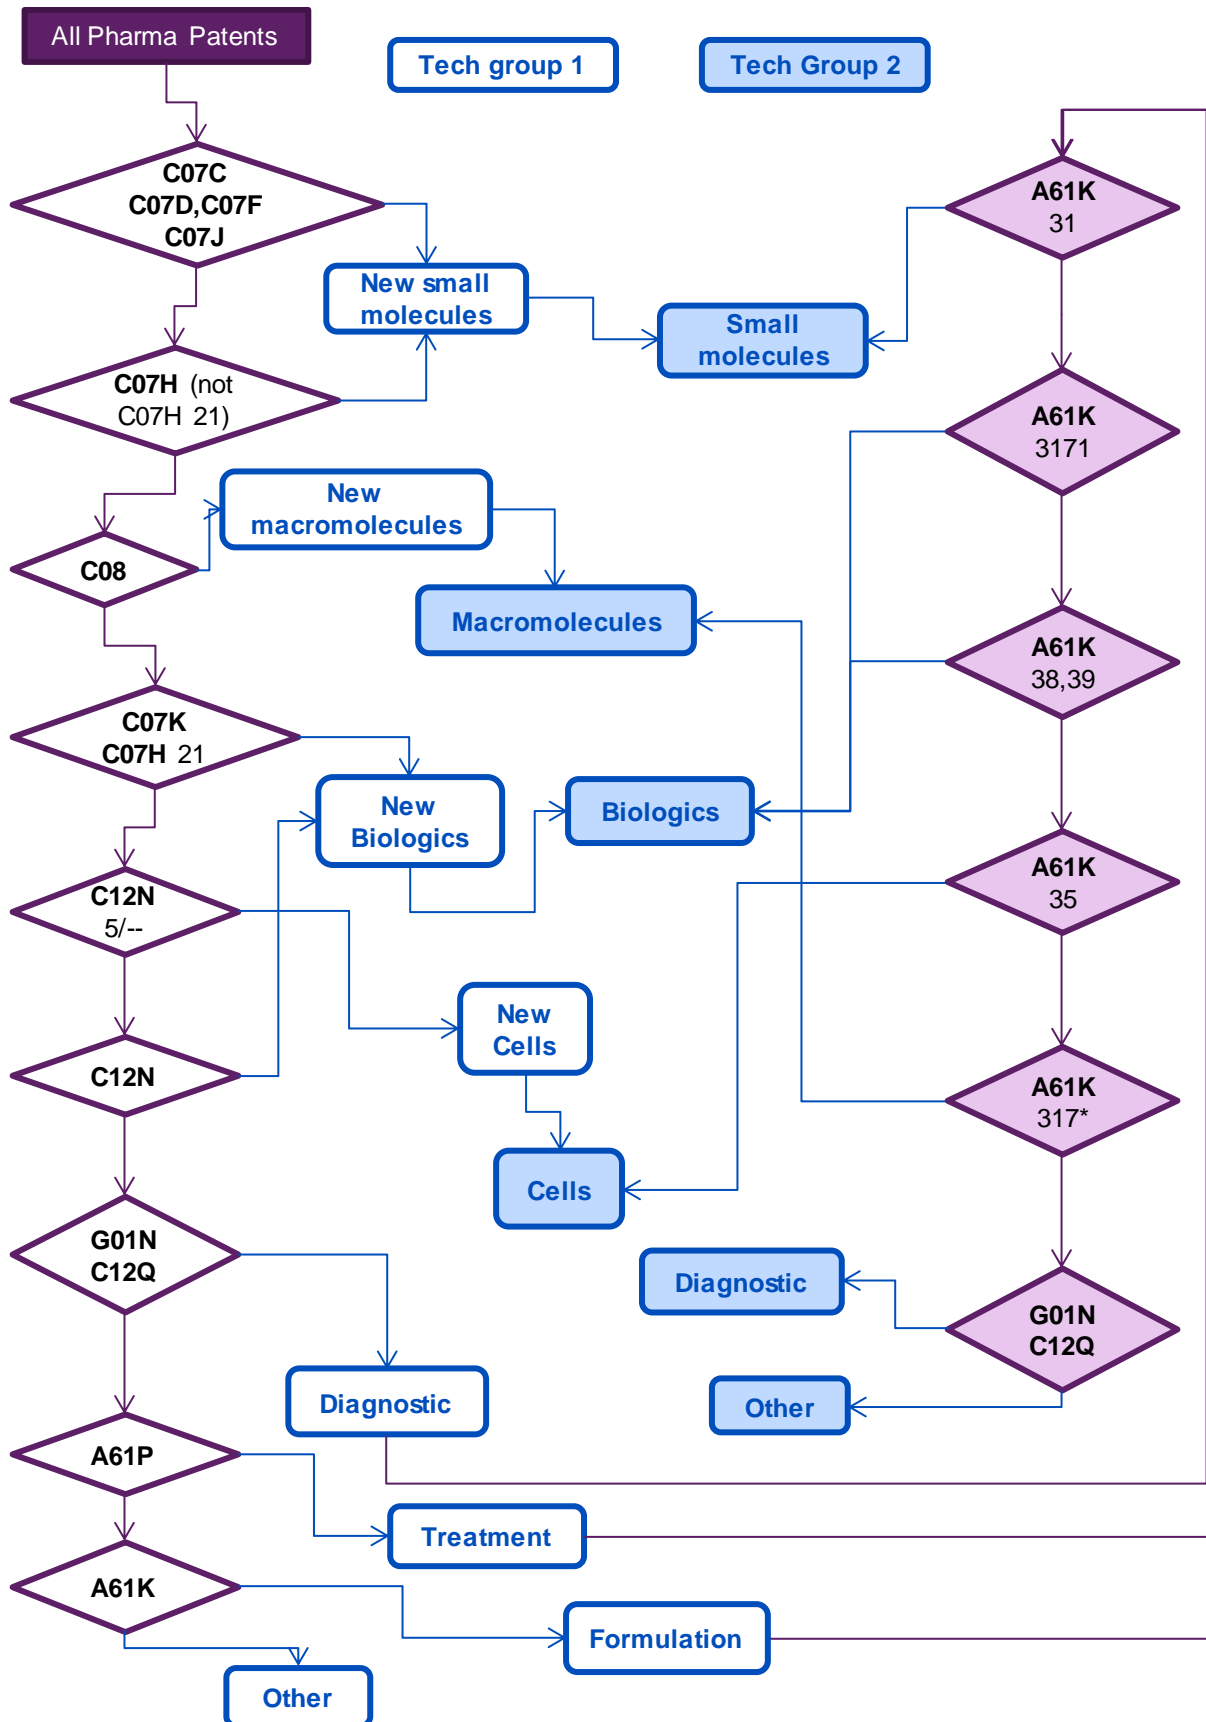 All Pharma Patents
Tech group 1
Tech Group 2
C07C
C07D,C07F
C07J
A61K
31
New small
molecules
Small
molecules
C07H (not
C07H 21)
A61K
3171
New
macromolecules
C08
Macromolecules
A61K
38,39
C07K
C07H 21
New
Biologics
Biologics
A61K
35
C12N
5/--
New
Cells
C12N
A61K
317*
Cells
G01N
C12Q
Diagnostic
G01N
C12Q
Diagnostic
Other
A61P
Treatment
A61K
Formulation
Other